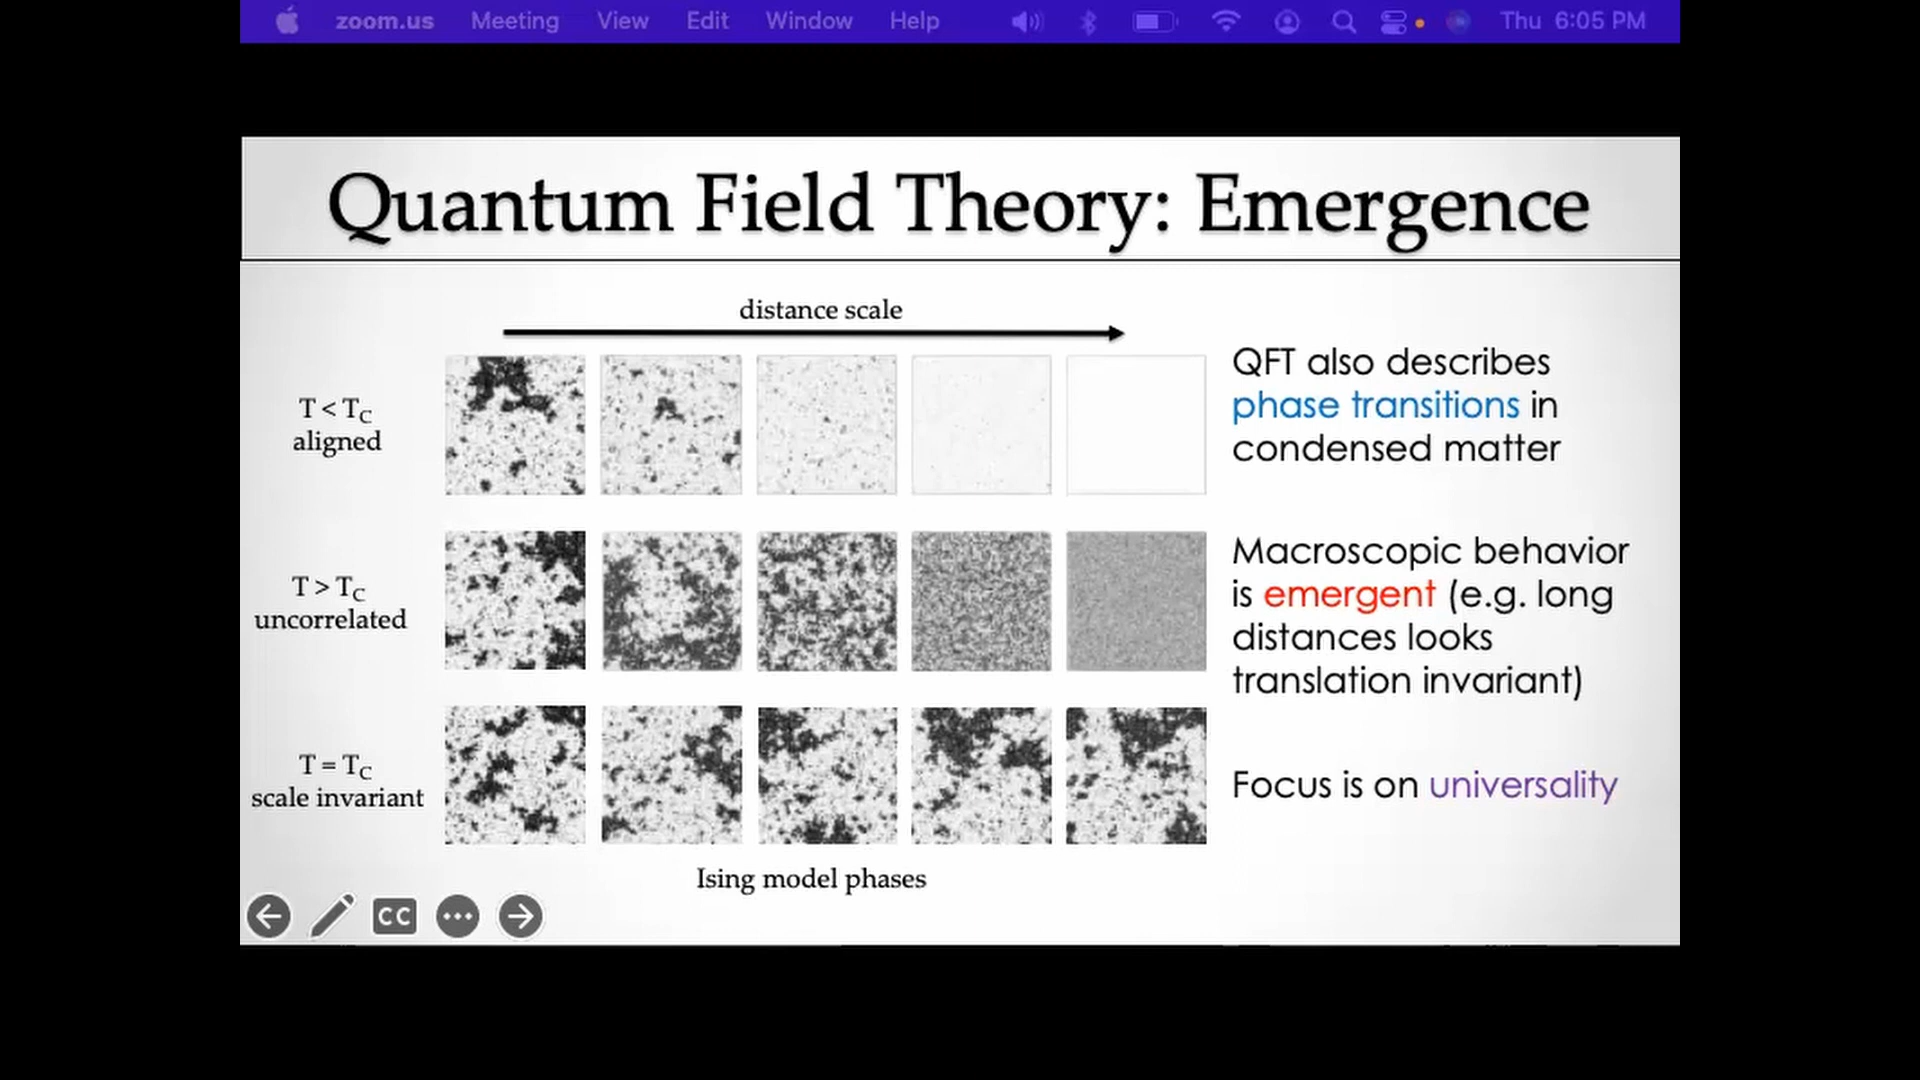 zoom.us Meeting View Edit Window Help Thu 6:05 PM
Quantum Field Theory: Emergence
distance scale
T < TC
aligned
T > TC
uncorrelated
T = TC
scale invariant
Ising model phases
QFT also describes
phase transitions in
condensed matter
Macroscopic behavior
is emergent (e.g. long
distances looks
translation invariant)
Focus is on universality
CC